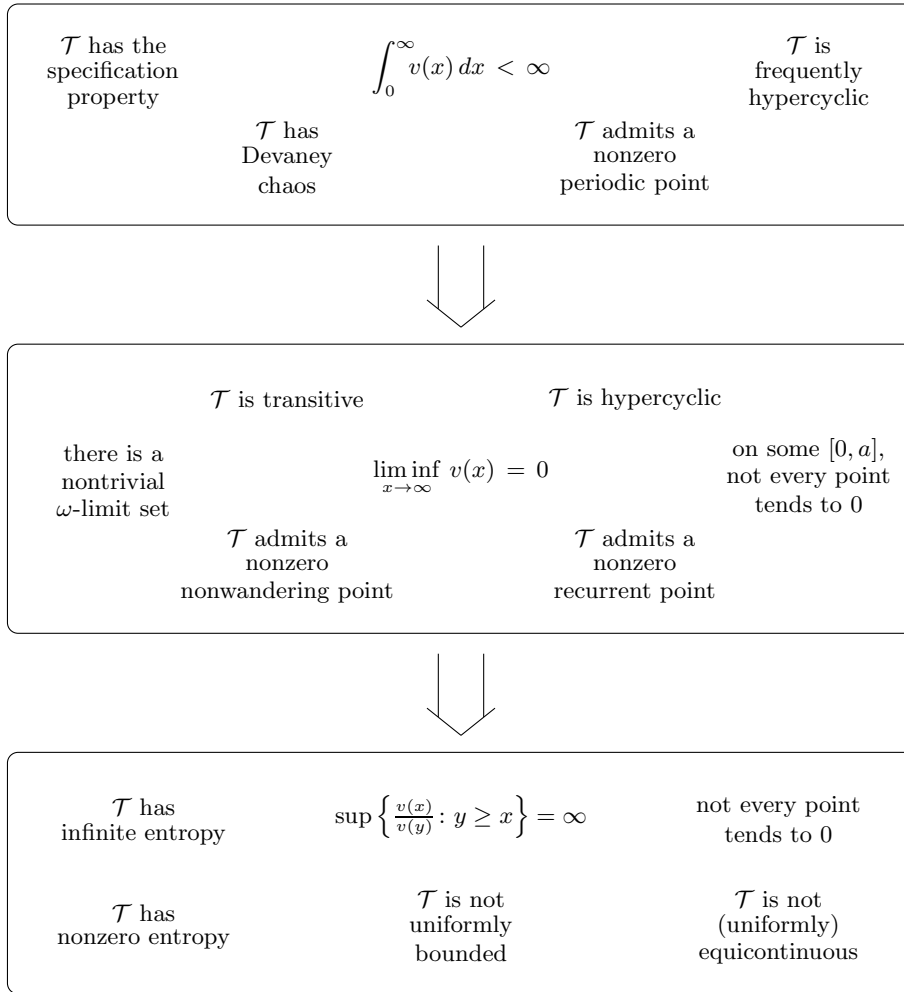 𝒯 has the
specification
property
∫₀^∞ v(x) dx < ∞
𝒯 is
frequently
hypercyclic
𝒯 has
Devaney
chaos
𝒯 admits a
nonzero
periodic point
𝒯 is transitive
𝒯 is hypercyclic
there is a
nontrivial
ω-limit set
lim inf v(x) = 0
x→∞
on some [0, a],
not every point
tends to 0
𝒯 admits a
nonzero
nonwandering point
𝒯 admits a
nonzero
recurrent point
𝒯 has
infinite entropy
sup { v(x)/v(y) : y ≥ x } = ∞
not every point
tends to 0
𝒯 has
nonzero entropy
𝒯 is not
uniformly
bounded
𝒯 is not
(uniformly)
equicontinuous